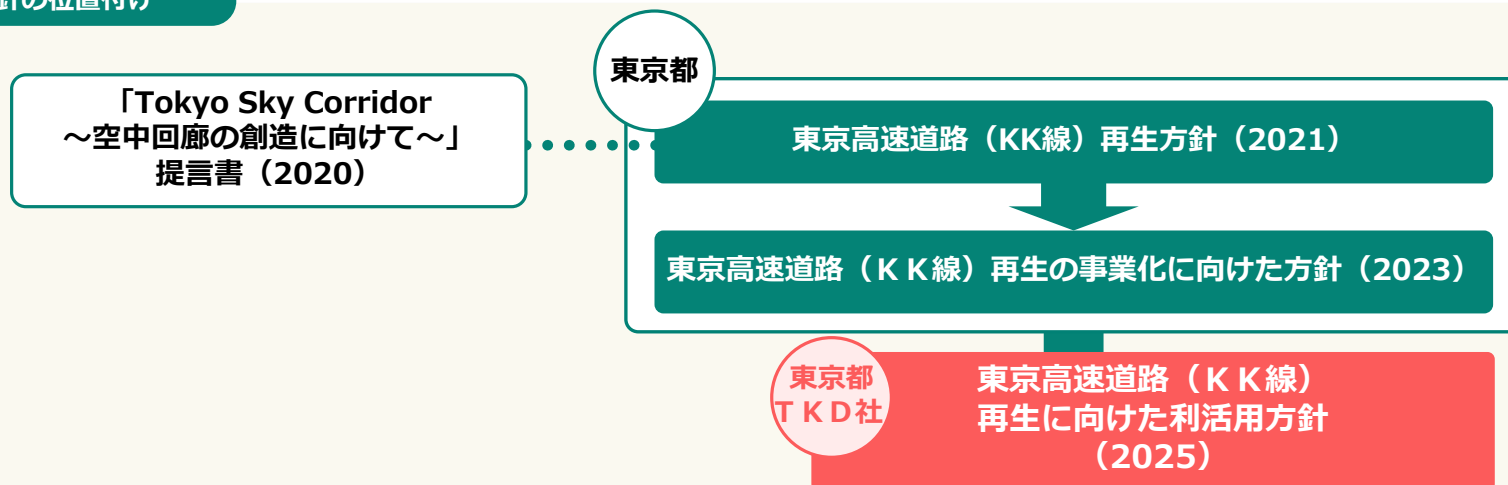 針の位置付け
東京都
「Tokyo Sky Corridor
～空中回廊の創造に向けて～」
提言書（2020）
東京高速道路（KK線）再生方針（2021）
東京高速道路（ＫＫ線）再生の事業化に向けた方針（2023）
東京都
ＴＫＤ社
東京高速道路（ＫＫ線）
再生に向けた利活用方針
（2025）